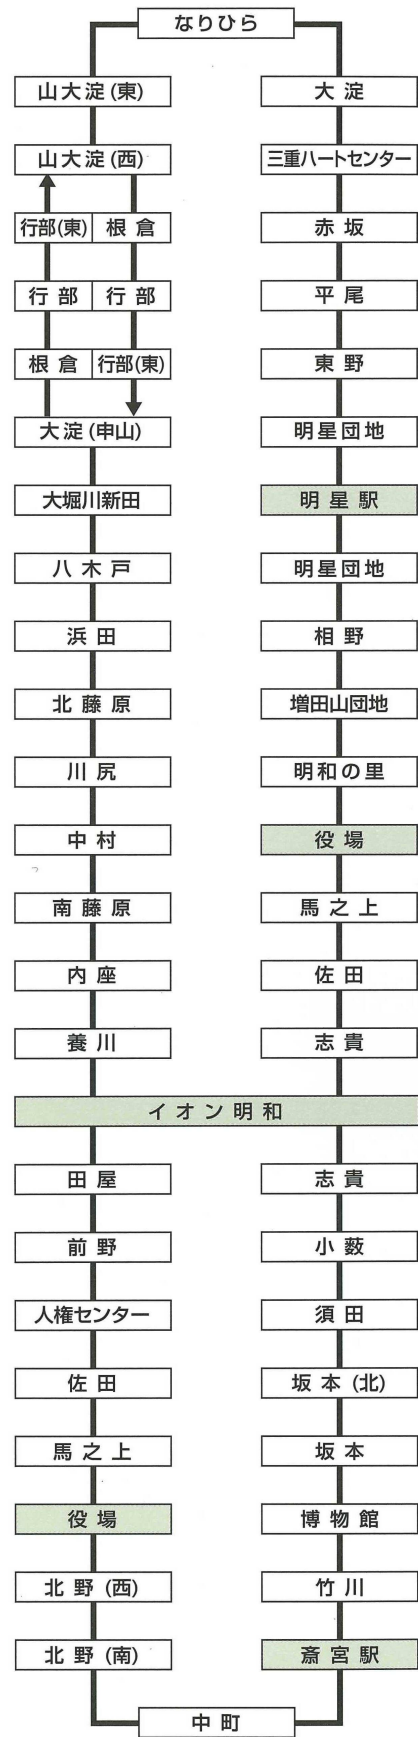 なりひら
山大淀(東)
山大淀(西)
行部(東) 根倉
行部 行部
根倉 行部(東)
大淀(申山)
大堀川新田
八木戸
浜田
北藤原
川尻
中村
南藤原
内座
養川
大淀
三重ハートセンター
赤坂
平尾
東野
明星団地
明星駅
明星団地
相野
増田山団地
明和の里
役場
馬之上
佐田
志貴
イオン明和
田屋
前野
人権センター
佐田
馬之上
役場
北野(西)
北野(南)
志貴
小薮
須田
坂本(北)
坂本
博物館
竹川
斎宮駅
中町